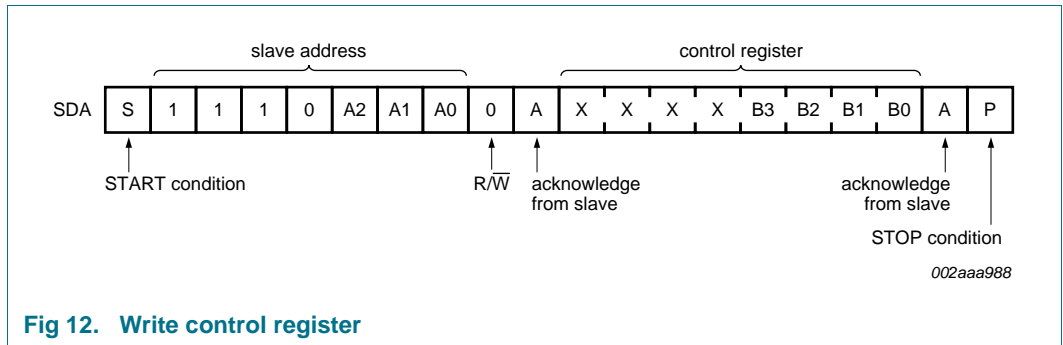 slave address control register
SDA S 1 1 1 0 A2 A1 A0 0 A X X X X B3 B2 B1 B0 A P
START condition R/W̅ acknowledge from slave acknowledge from slave
STOP condition
002aaa988
Fig 12. Write control register